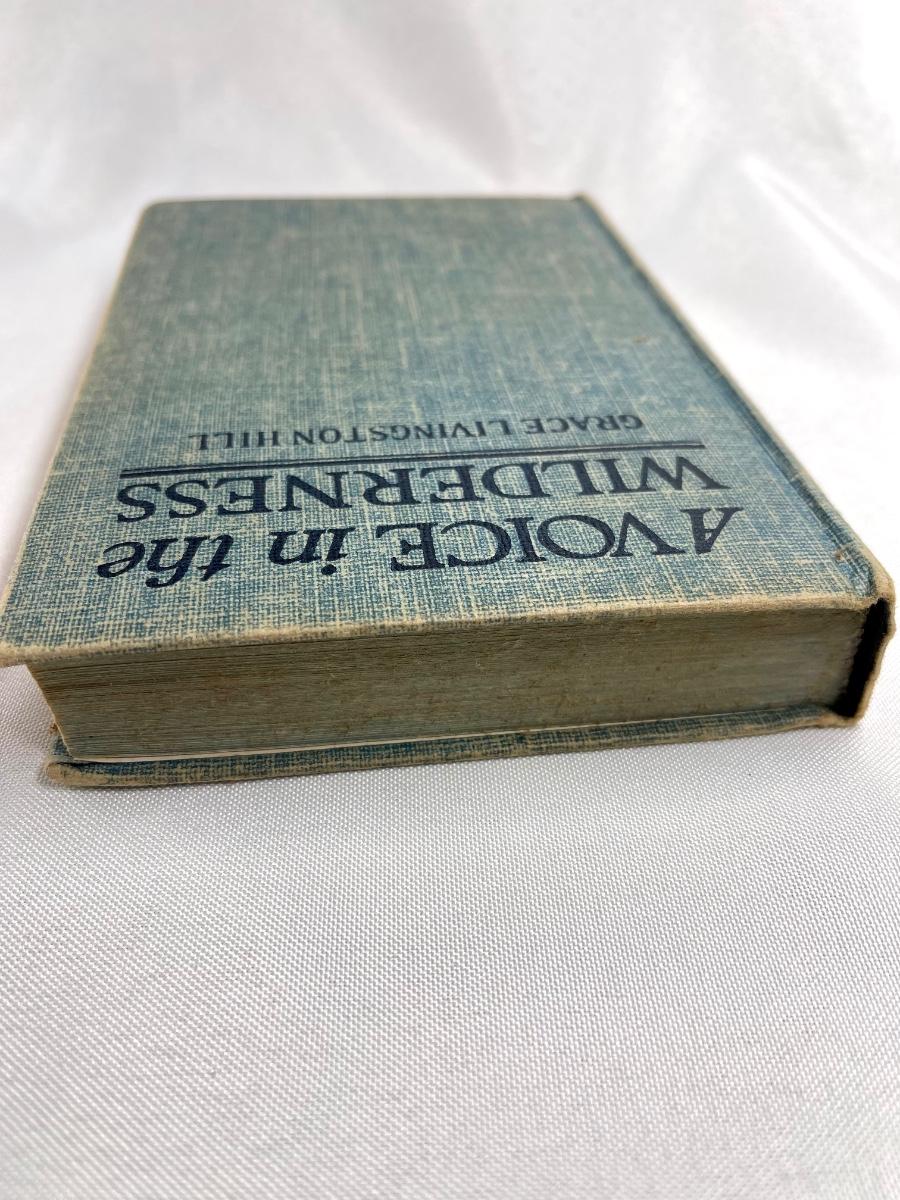 A VOICE in the
WILDERNESS
GRACE LIVINGSTON HILL